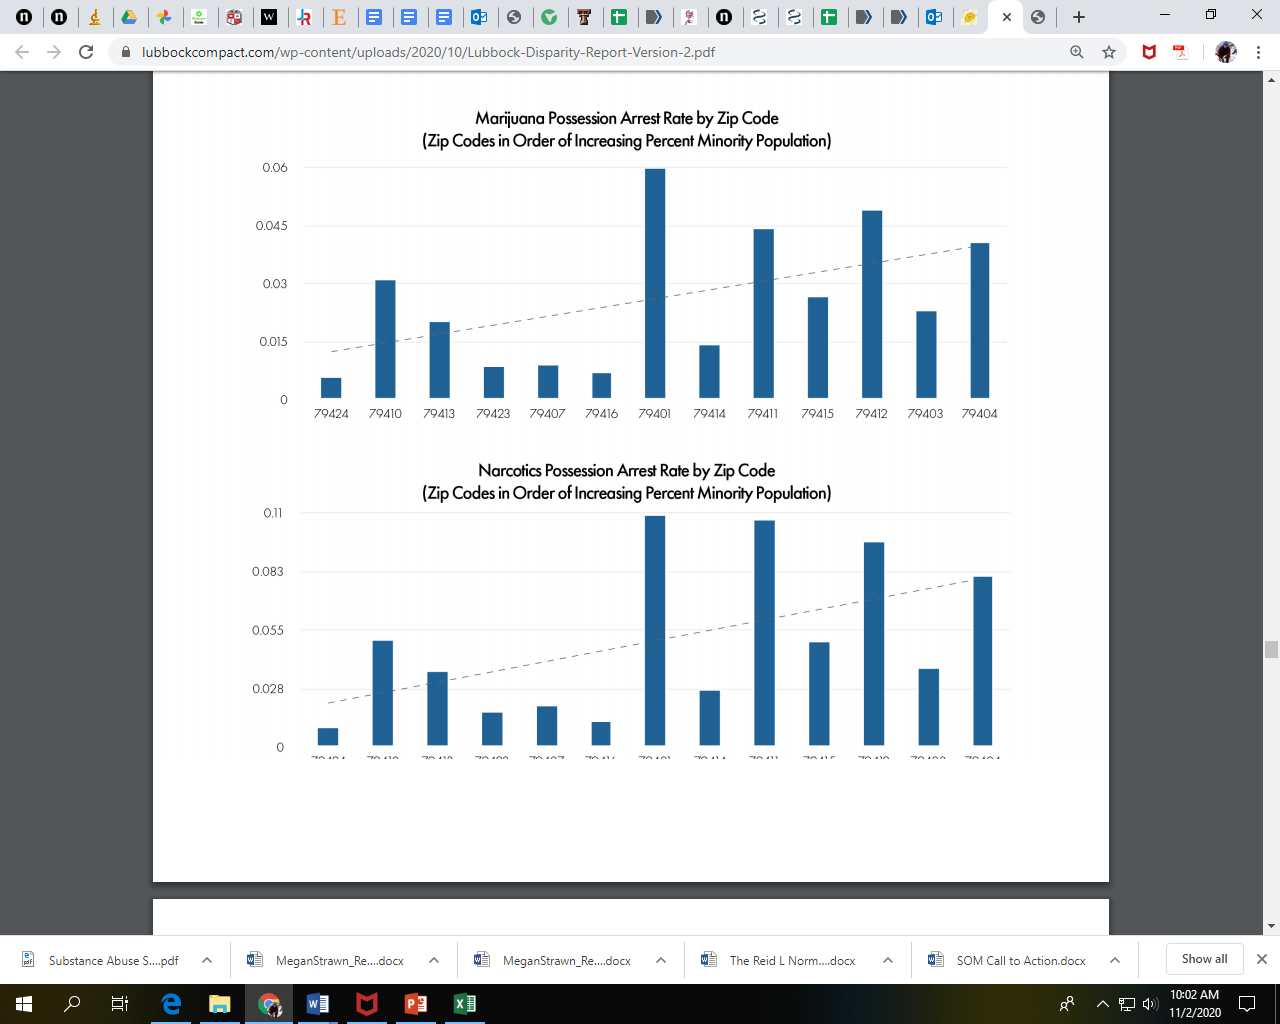 lubbockcompact.com/wp-content/uploads/2020/10/Lubbock-Disparity-Report-Version-2.pdf
Marijuana Possession Arrest Rate by Zip Code
(Zip Codes in Order of Increasing Percent Minority Population)
0.06
0.045
0.03
0.015
0
79424 79410 79413 79423 79407 79416 79401 79414 79411 79415 79412 79403 79404
Narcotics Possession Arrest Rate by Zip Code
(Zip Codes in Order of Increasing Percent Minority Population)
0.11
0.083
0.055
0.028
0
Substance Abuse S....pdf MeganStrawn_Re....docx MeganStrawn_Re....docx The Reid L Norm....docx SOM Call to Action.docx Show all
10:02 AM
11/2/2020